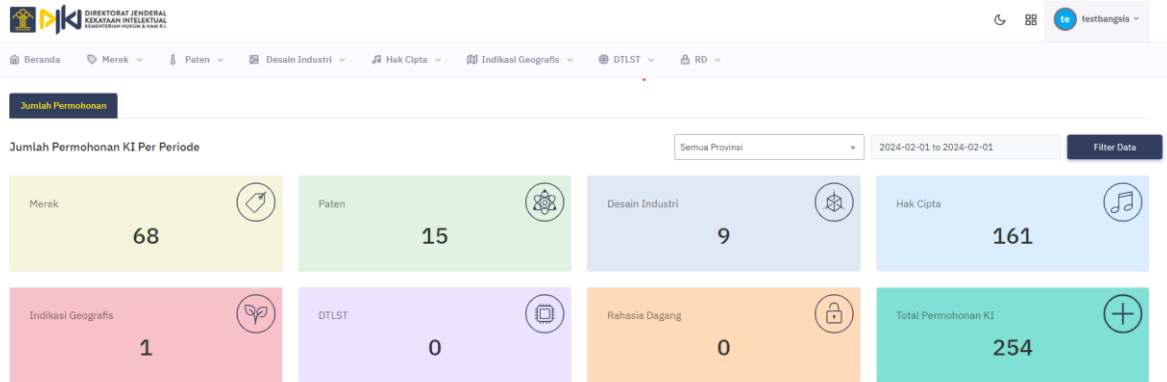 DIREKTORAT JENDERAL
KEKAYAAN INTELEKTUAL
KEMENTERIAN HUKUM & HAM R.I.
te testbangsis
Beranda Merek Paten Desain Industri Hak Cipta Indikasi Geografis DTLST RD
Jumlah Permohonan
Jumlah Permohonan KI Per Periode Semua Provinsi 2024-02-01 to 2024-02-01 Filter Data
Merek Paten Desain Industri Hak Cipta
68 15 9 161
Indikasi Geografis DTLST Rahasia Dagang Total Permohonan KI
1 0 0 254